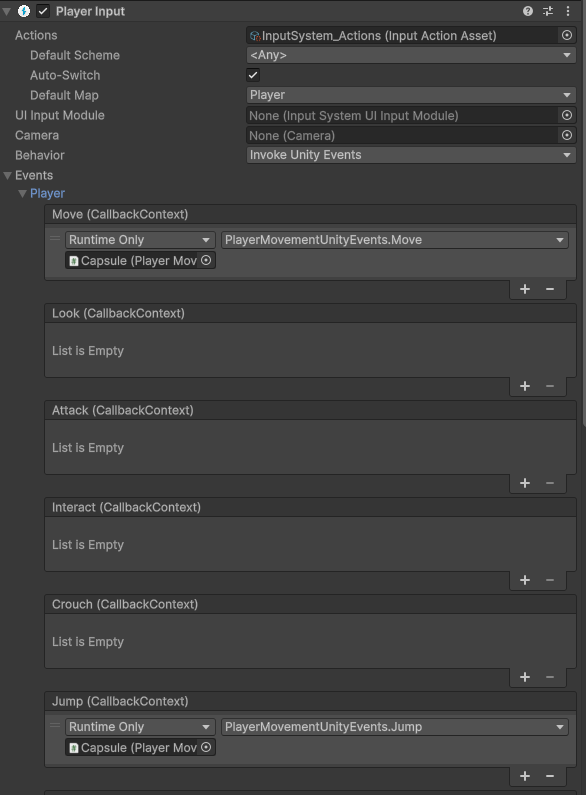 Player Input
Actions InputSystem_Actions (Input Action Asset)
Default Scheme <Any>
Auto-Switch
Default Map Player
UI Input Module None (Input System UI Input Module)
Camera None (Camera)
Behavior Invoke Unity Events
Events
Player
Move (CallbackContext)
Runtime Only PlayerMovementUnityEvents.Move
Capsule (Player Mov
Look (CallbackContext)
List is Empty
Attack (CallbackContext)
List is Empty
Interact (CallbackContext)
List is Empty
Crouch (CallbackContext)
List is Empty
Jump (CallbackContext)
Runtime Only PlayerMovementUnityEvents.Jump
Capsule (Player Mov